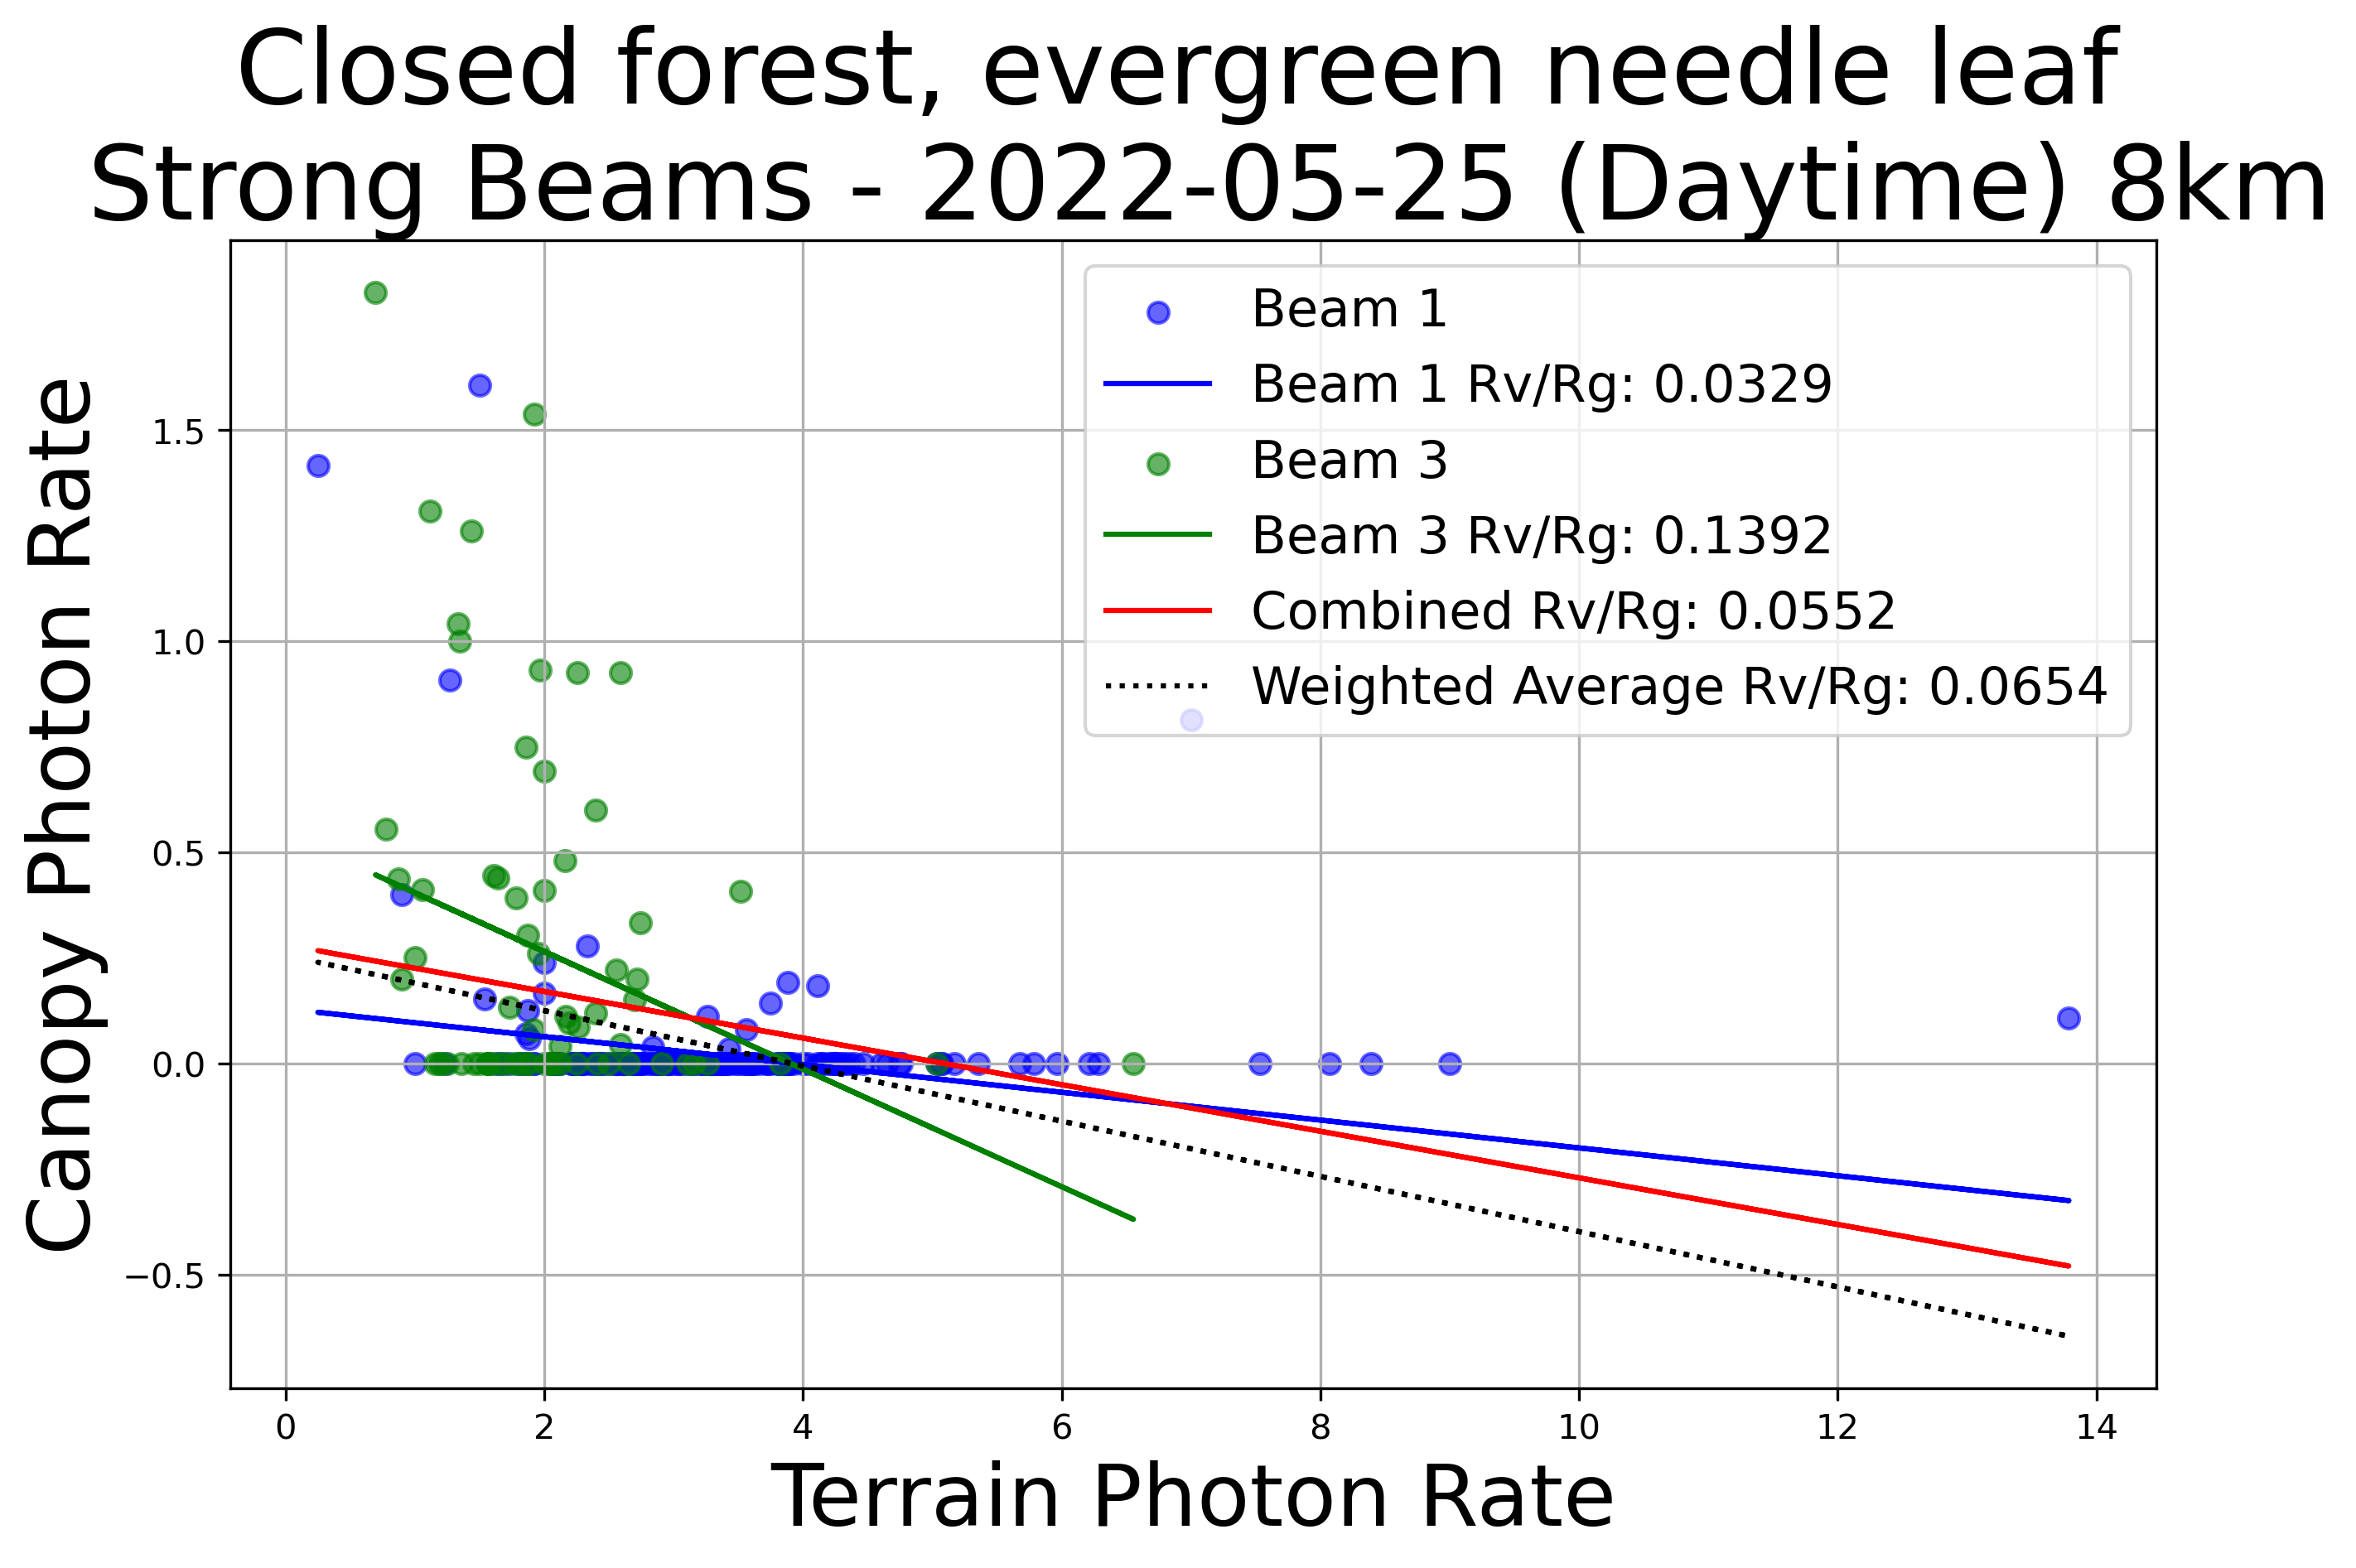 Closed forest, evergreen needle leaf
Strong Beams - 2022-05-25 (Daytime) 8km
Beam 1
Beam 1 Rv/Rg: 0.0329
Beam 3
Beam 3 Rv/Rg: 0.1392
Combined Rv/Rg: 0.0552
Weighted Average Rv/Rg: 0.0654
Canopy Photon Rate
1.5
1.0
0.5
0.0
−0.5
0 2 4 6 8 10 12 14
Terrain Photon Rate